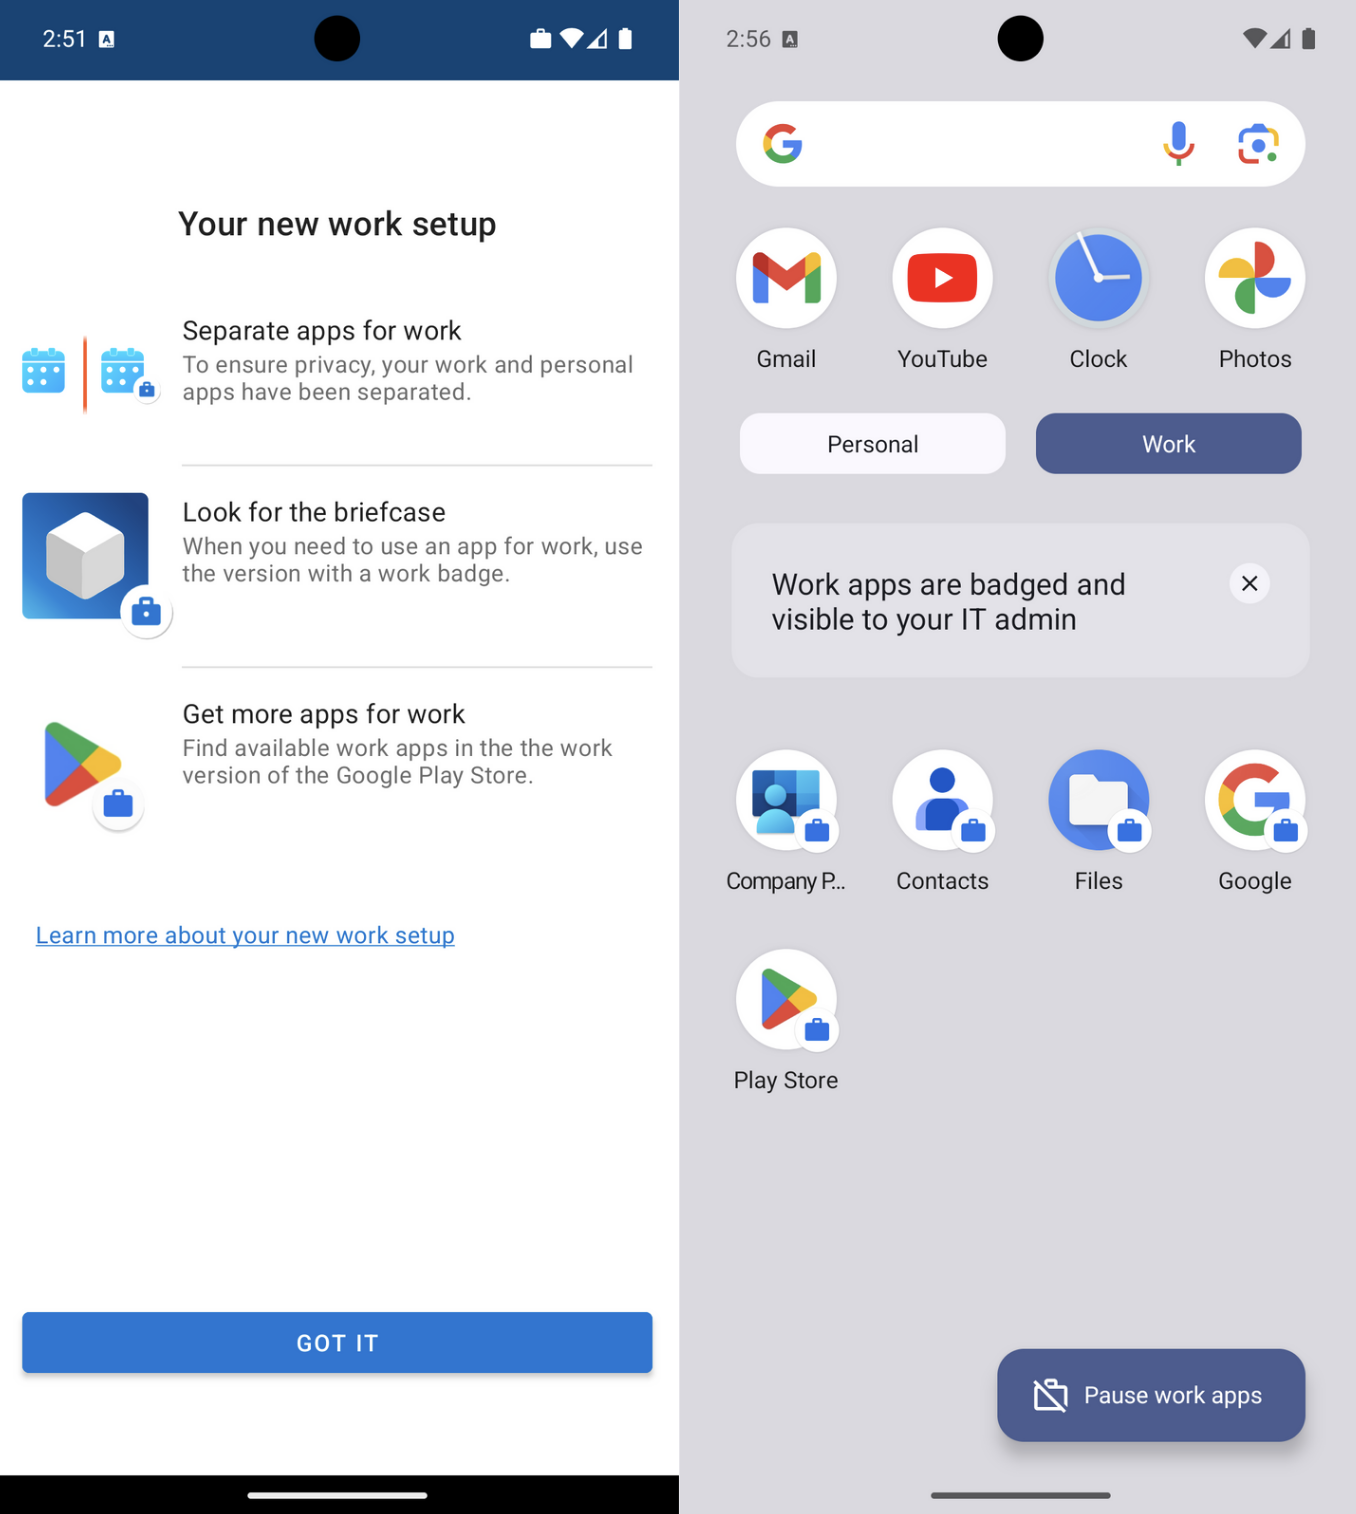 2:51
Your new work setup
Separate apps for work
To ensure privacy, your work and personal
apps have been separated.
Look for the briefcase
When you need to use an app for work, use
the version with a work badge.
Get more apps for work
Find available work apps in the the work
version of the Google Play Store.
Learn more about your new work setup
GOT IT
2:56
Gmail
YouTube
Clock
Photos
Personal
Work
Work apps are badged and
visible to your IT admin
Company P...
Contacts
Files
Google
Play Store
Pause work apps